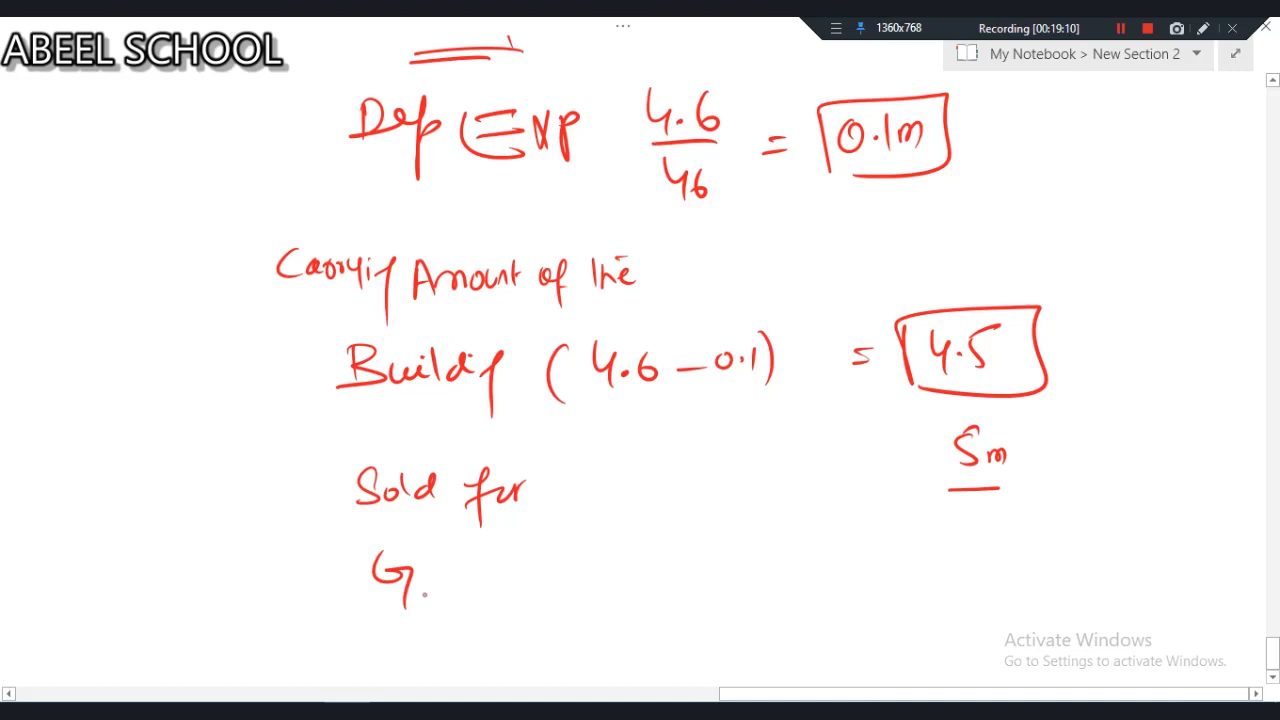 ABEEL SCHOOL
1360x768
Recording [00:19:10]
My Notebook > New Section 2
Dep Exp 4.6 / 46 = 0.1m
Carrying Amount of the
Building (4.6 - 0.1) = 4.5
5m
Sold for
G
Activate Windows
Go to Settings to activate Windows.